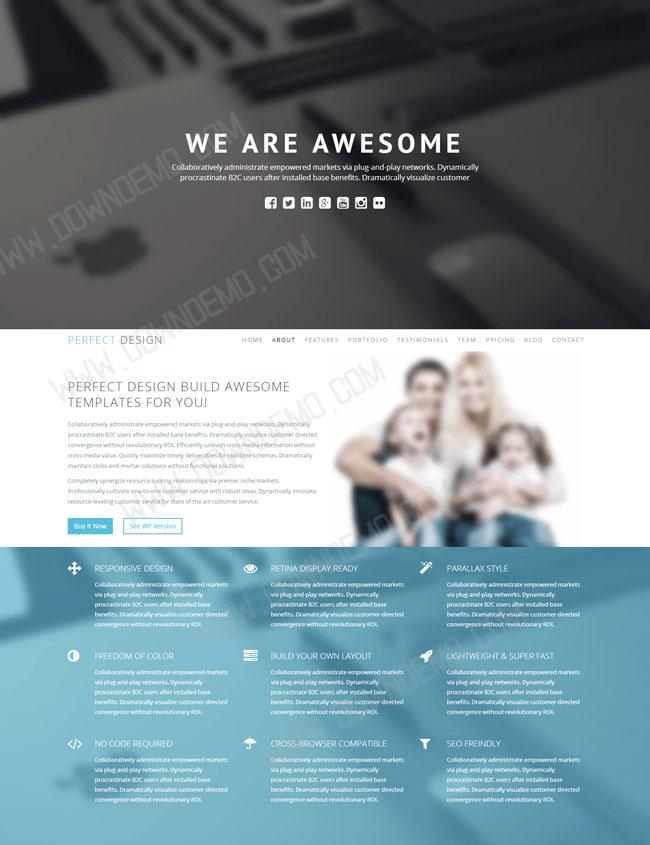 WE ARE AWESOME
Collaboratively administrate empowered markets via plug-and-play networks. Dynamically
procrastinate B2C users after installed base benefits. Dramatically visualize customer
PERFECT DESIGN
HOME ABOUT FEATURES PORTFOLIO TESTIMONIALS TEAM PRICING BLOG CONTACT
PERFECT DESIGN BUILD AWESOME
TEMPLATES FOR YOU!
Collaboratively administrate empowered markets via plug-and-play networks. Dynamically
procrastinate B2C users after installed base benefits. Dramatically visualize customer directed
convergence without revolutionary ROI. Efficiently unleash cross-media information without
cross-media value. Quickly maximize timely deliverables for real-time schemas. Dramatically
maintain clicks-and-mortar solutions without functional solutions.
Completely synergize resource sucking relationships via premier niche markets.
Professionally cultivate one-to-one customer service with robust ideas. Dynamically innovate
resource-leveling customer service for state of the art customer service.
Buy It Now
See WP Version
RESPONSIVE DESIGN
Collaboratively administrate empowered markets
via plug-and-play networks. Dynamically
procrastinate B2C users after installed base
benefits. Dramatically visualize customer directed
convergence without revolutionary ROI.
RETINA DISPLAY READY
Collaboratively administrate empowered markets
via plug-and-play networks. Dynamically
procrastinate B2C users after installed base
benefits. Dramatically visualize customer directed
convergence without revolutionary ROI.
PARALLAX STYLE
Collaboratively administrate empowered markets
via plug-and-play networks. Dynamically
procrastinate B2C users after installed base
benefits. Dramatically visualize customer directed
convergence without revolutionary ROI.
FREEDOM OF COLOR
Collaboratively administrate empowered markets
via plug-and-play networks. Dynamically
procrastinate B2C users after installed base
benefits. Dramatically visualize customer directed
convergence without revolutionary ROI.
BUILD YOUR OWN LAYOUT
Collaboratively administrate empowered markets
via plug-and-play networks. Dynamically
procrastinate B2C users after installed base
benefits. Dramatically visualize customer directed
convergence without revolutionary ROI.
LIGHTWEIGHT & SUPER FAST
Collaboratively administrate empowered markets
via plug-and-play networks. Dynamically
procrastinate B2C users after installed base
benefits. Dramatically visualize customer directed
convergence without revolutionary ROI.
NO CODE REQUIRED
Collaboratively administrate empowered markets
via plug-and-play networks. Dynamically
procrastinate B2C users after installed base
benefits. Dramatically visualize customer directed
convergence without revolutionary ROI.
CROSS-BROWSER COMPATIBLE
Collaboratively administrate empowered markets
via plug-and-play networks. Dynamically
procrastinate B2C users after installed base
benefits. Dramatically visualize customer directed
convergence without revolutionary ROI.
SEO FREINDLY
Collaboratively administrate empowered markets
via plug-and-play networks. Dynamically
procrastinate B2C users after installed base
benefits. Dramatically visualize customer directed
convergence without revolutionary ROI.
WWW.DOWNDEMO.COM
WWW.DOWNDEMO.COM
WWW.DOWNDEMO.COM